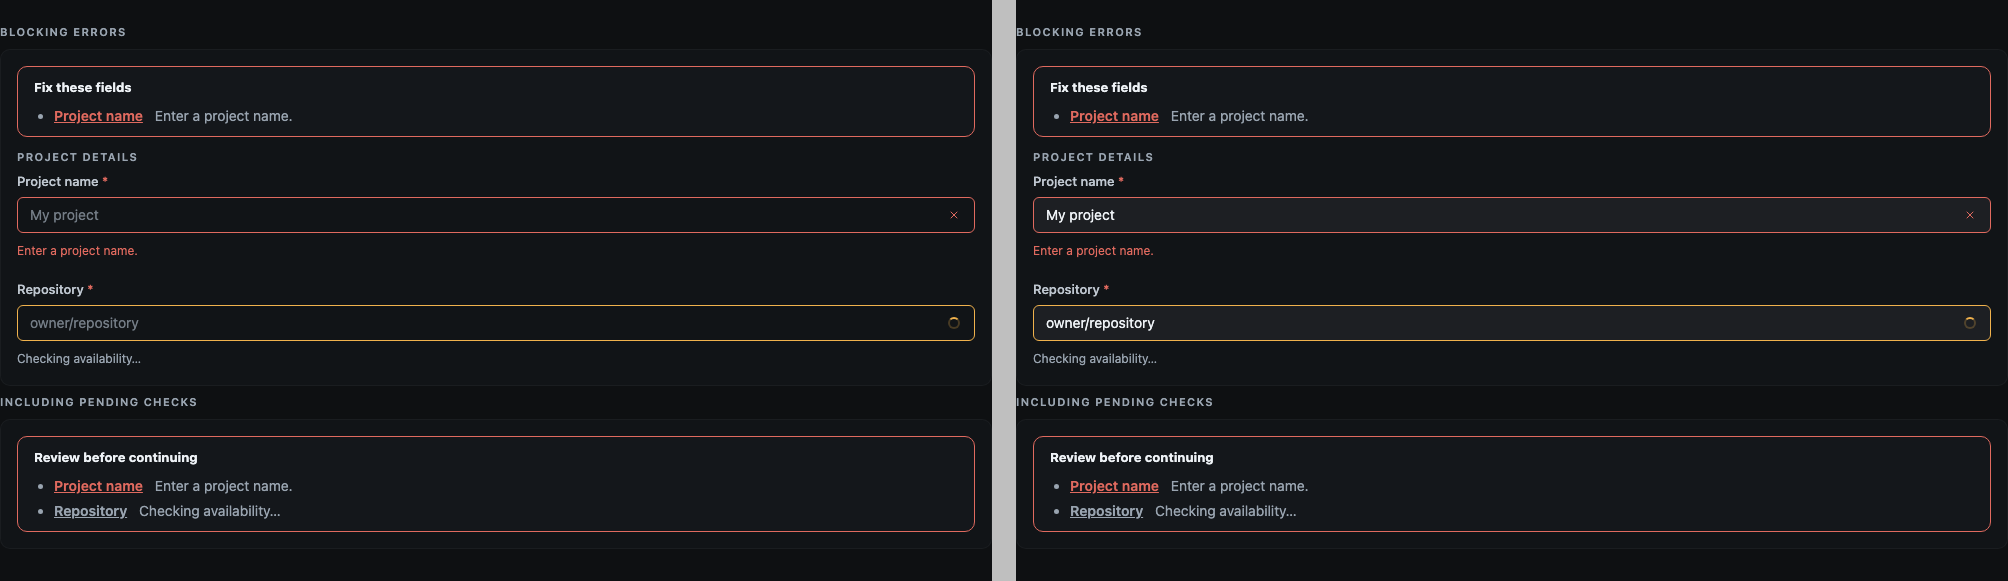 BLOCKING ERRORS
Fix these fields
• Project name Enter a project name.
PROJECT DETAILS
Project name *
My project
Enter a project name.
Repository *
owner/repository
Checking availability...
INCLUDING PENDING CHECKS
Review before continuing
• Project name Enter a project name.
• Repository Checking availability...
BLOCKING ERRORS
Fix these fields
• Project name Enter a project name.
PROJECT DETAILS
Project name *
My project
Enter a project name.
Repository *
owner/repository
Checking availability...
INCLUDING PENDING CHECKS
Review before continuing
• Project name Enter a project name.
• Repository Checking availability...